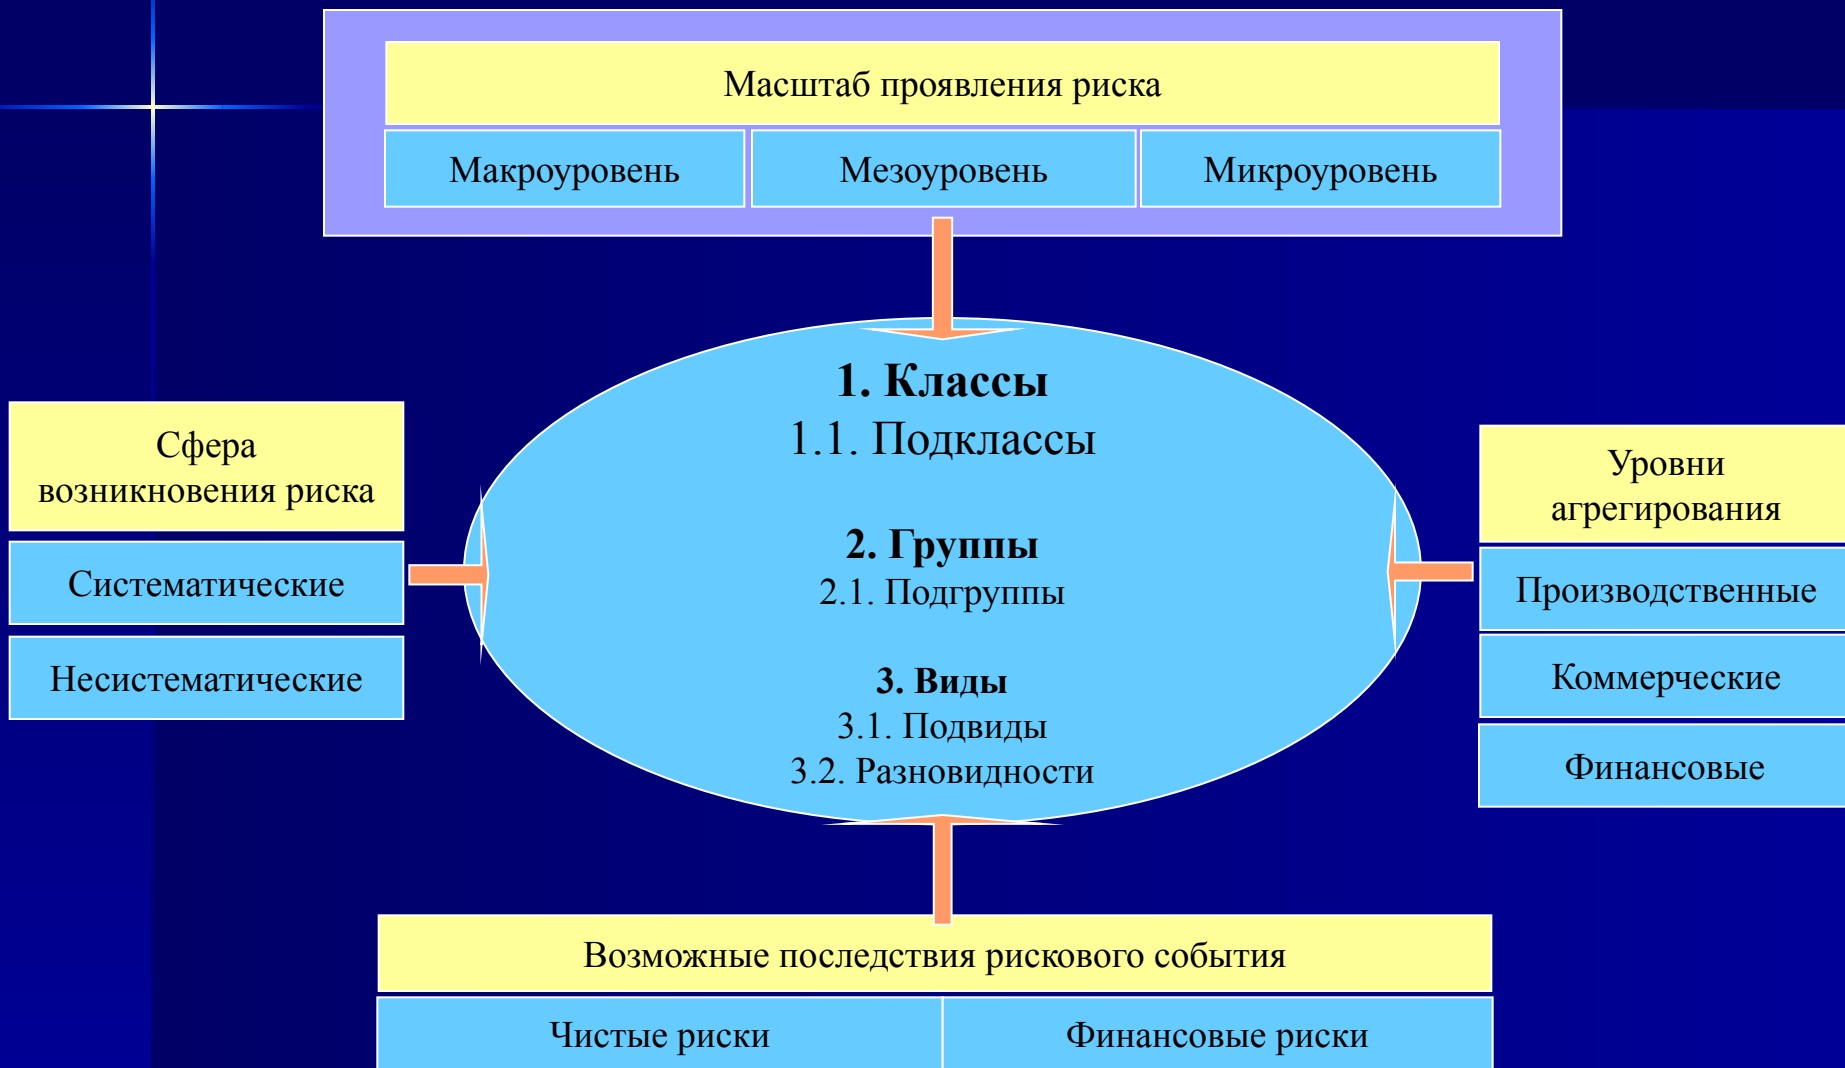 Масштаб проявления риска
Макроуровень
Мезоуровень
Микроуровень
1. Классы
1.1. Подклассы
2. Группы
2.1. Подгруппы
3. Виды
3.1. Подвиды
3.2. Разновидности
Сфера
возникновения риска
Систематические
Несистематические
Уровни
агрегирования
Производственные
Коммерческие
Финансовые
Возможные последствия рискового события
Чистые риски
Финансовые риски